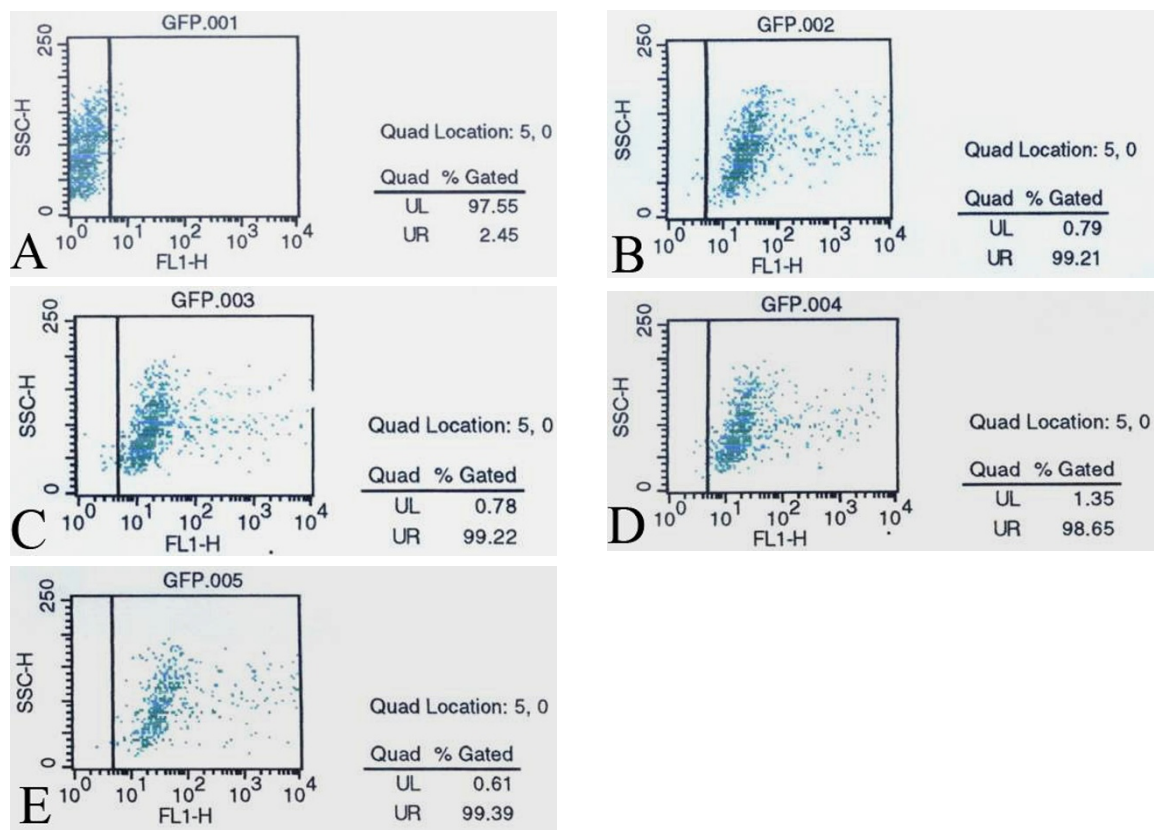 GFP.001
250
SSC-H
0
10^0 10^1 10^2 10^3 10^4
FL1-H
Quad Location: 5, 0
Quad % Gated
UL 97.55
UR 2.45
A
GFP.002
250
SSC-H
0
10^0 10^1 10^2 10^3 10^4
FL1-H
Quad Location: 5, 0
Quad % Gated
UL 0.79
UR 99.21
B
GFP.003
250
SSC-H
0
10^0 10^1 10^2 10^3 10^4
FL1-H
Quad Location: 5, 0
Quad % Gated
UL 0.78
UR 99.22
C
GFP.004
250
SSC-H
0
10^0 10^1 10^2 10^3 10^4
FL1-H
Quad Location: 5, 0
Quad % Gated
UL 1.35
UR 98.65
D
GFP.005
250
SSC-H
0
10^0 10^1 10^2 10^3 10^4
FL1-H
Quad Location: 5, 0
Quad % Gated
UL 0.61
UR 99.39
E